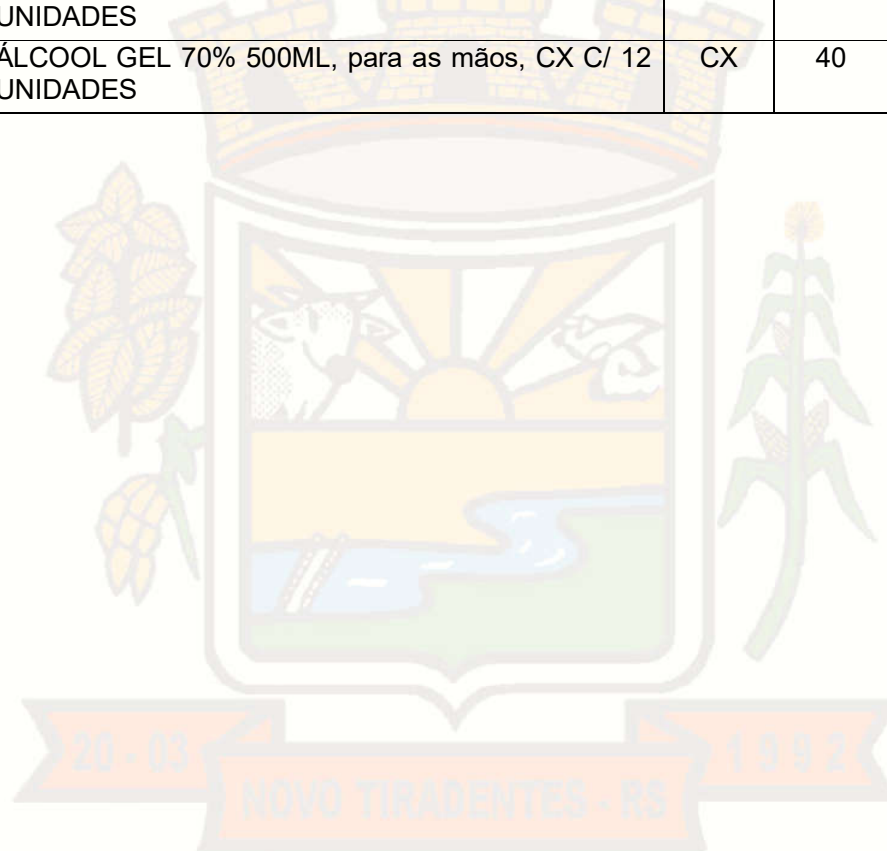 UNIDADES
ÁLCOOL GEL 70% 500ML, para as mãos, CX C/ 12 CX 40
UNIDADES
20 - 03 1992
NOVO TIRADENTES - RS